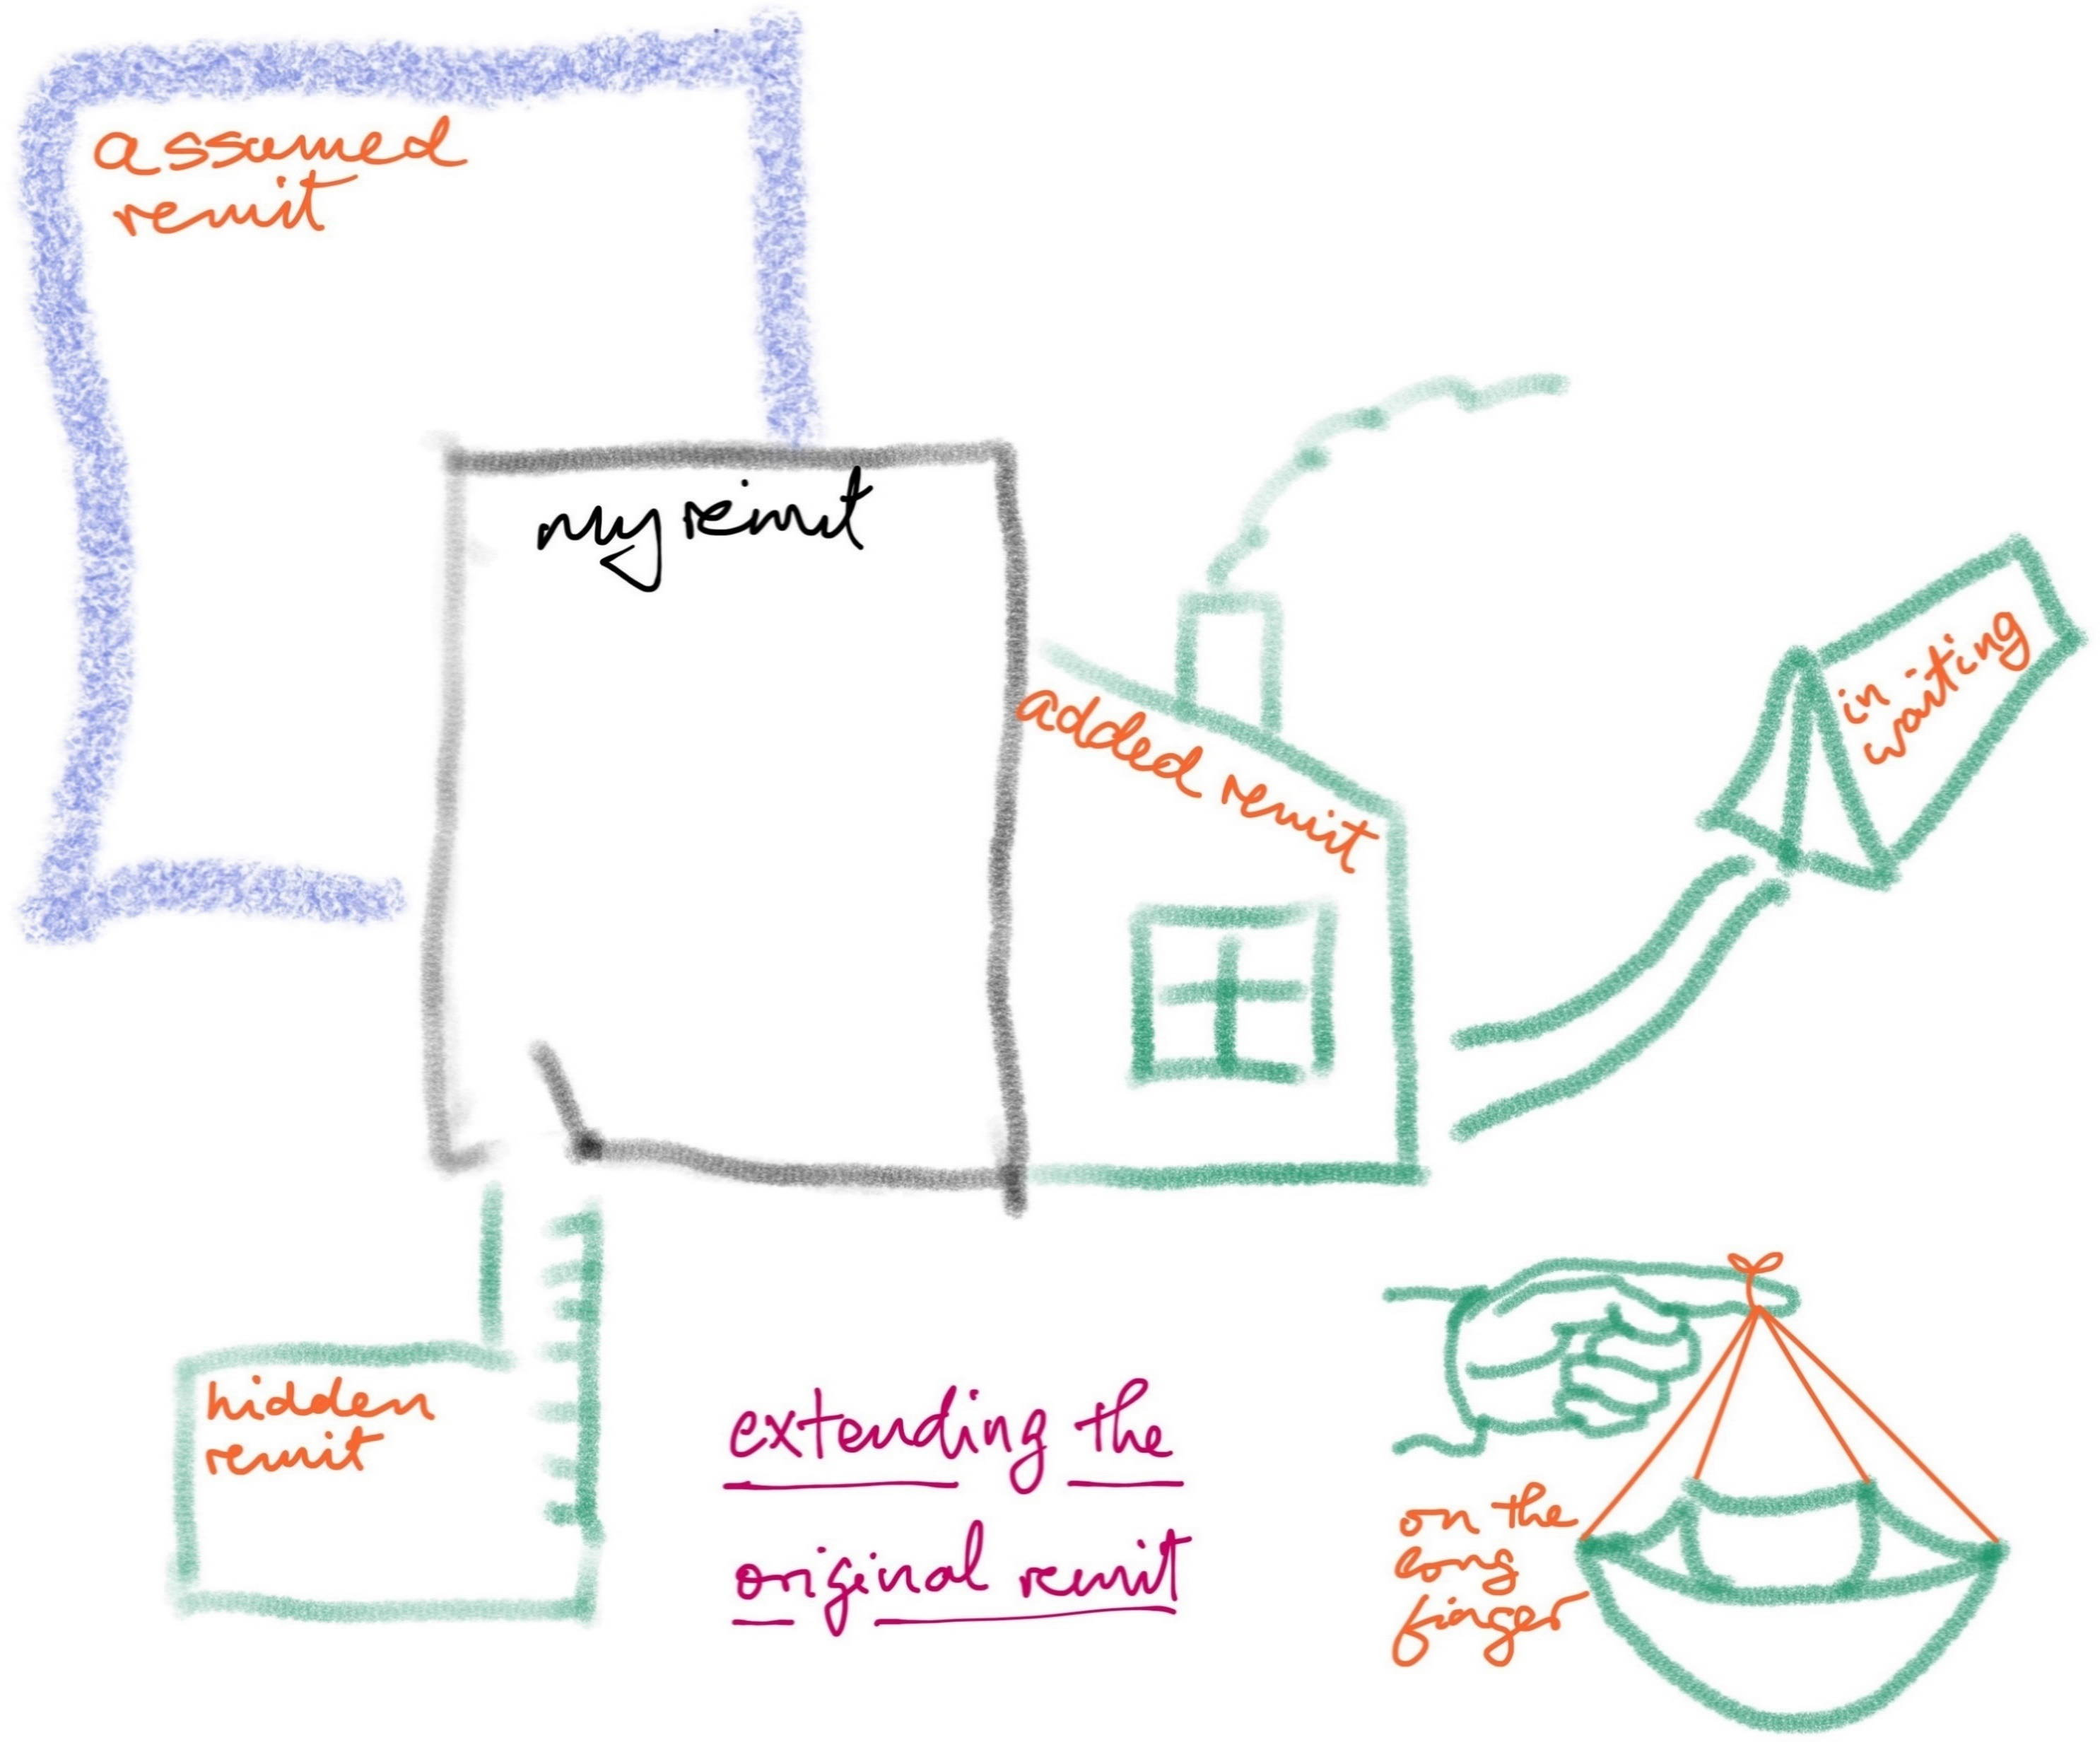 assumed
remit
my remit
added remit
in
waiting
hidden
remit
extending the
original remit
on the
long
finger